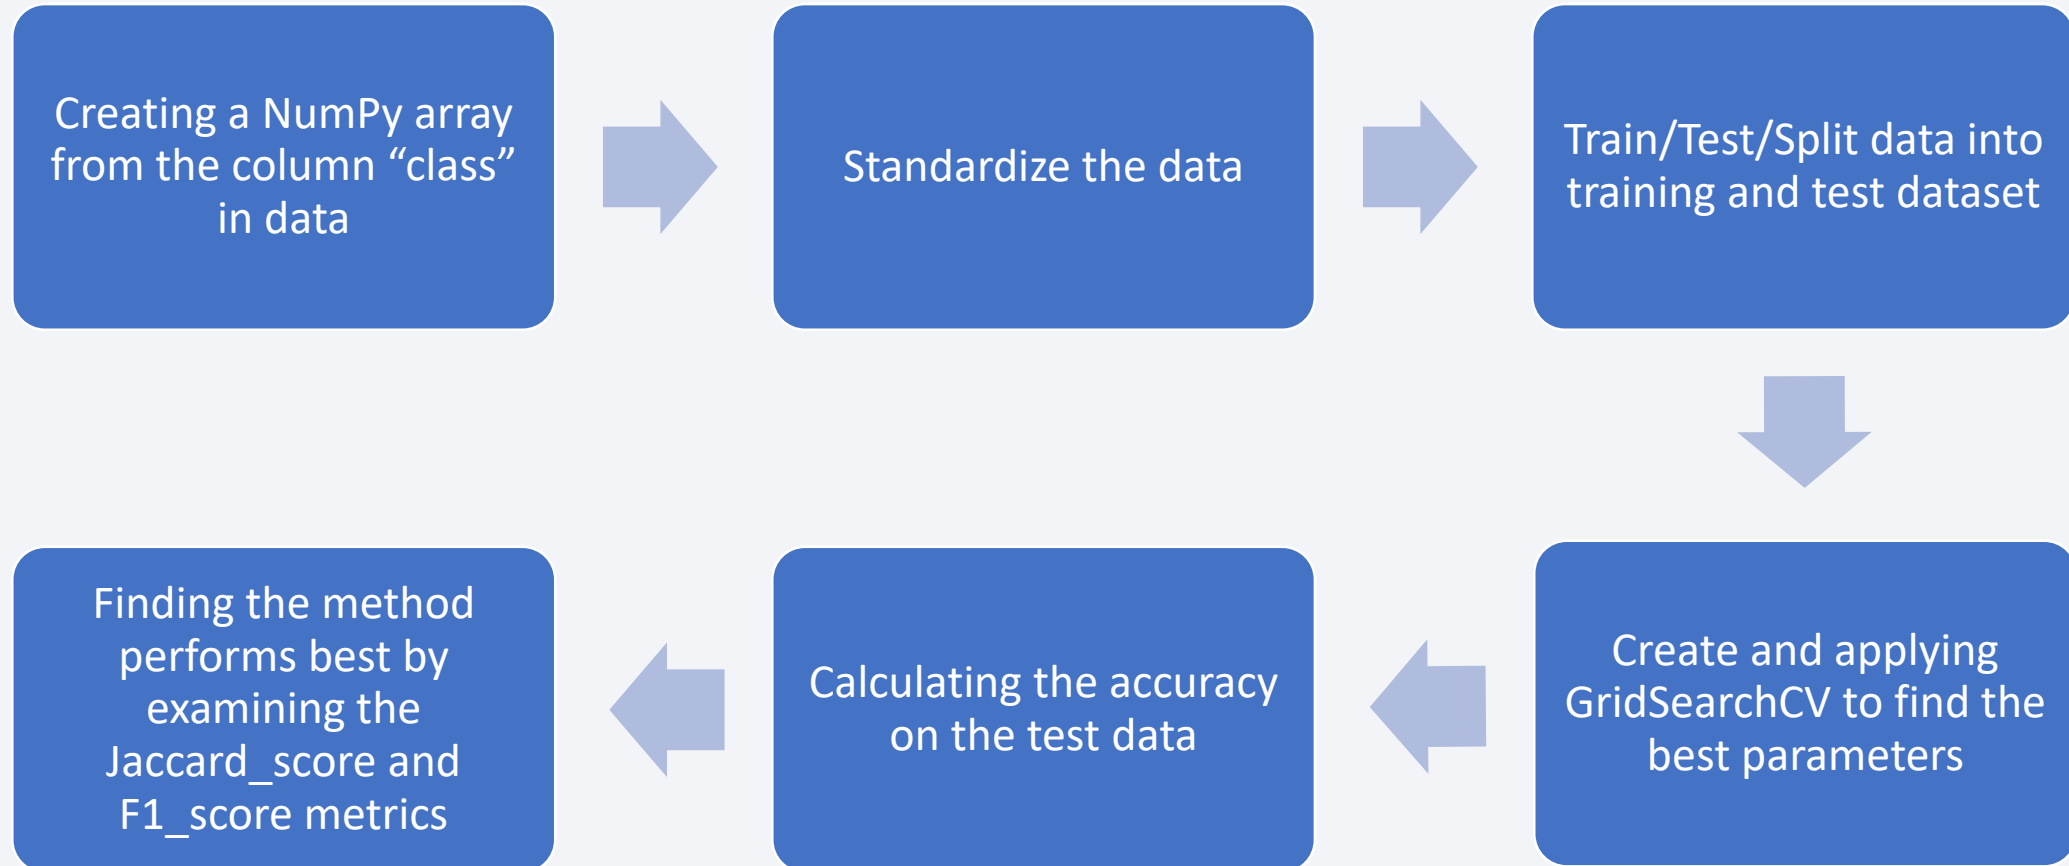 Creating a NumPy array
from the column “class”
in data
Standardize the data
Train/Test/Split data into
training and test dataset
Create and applying
GridSearchCV to find the
best parameters
Calculating the accuracy
on the test data
Finding the method
performs best by
examining the
Jaccard_score and
F1_score metrics